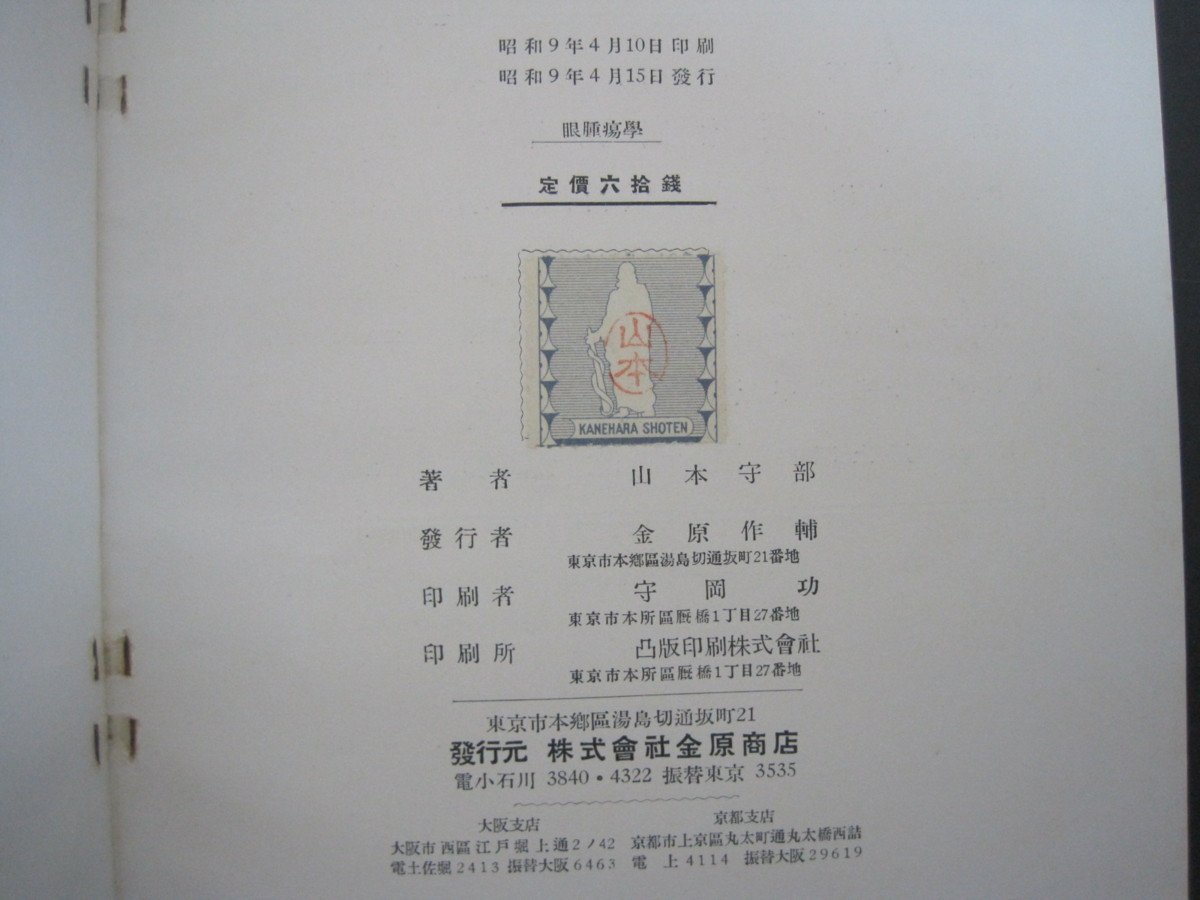 昭和9年4月10日印刷
昭和9年4月15日發行
眼腫瘍學
定價六拾錢
山本
KANEHARA SHOTEN
著者 山本守部
發行者 金原作輔
東京市本鄕區湯島切通坂町21番地
印刷者 守岡功
東京市本所區厩橋1丁目27番地
印刷所 凸版印刷株式會社
東京市本所區厩橋1丁目27番地
東京市本鄕區湯島切通坂町21
發行元 株式會社金原商店
電小石川 3840・4322 振替東京 3535
大阪支店 京都支店
大阪市西區江戸堀上通2ノ42 京都市上京區丸太町通丸太橋西詰
電土佐堀2413 振替大阪6463 電上4114 振替大阪29619